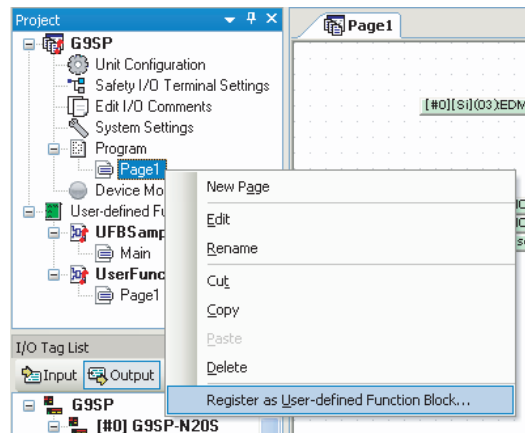 Project
G9SP
Unit Configuration
Safety I/O Terminal Settings
Edit I/O Comments
System Settings
Program
Page1
Device Mo
User-defined Fu
UFBSamp
Main
UserFunc
Page1
I/O Tag List
Input Output
G9SP
[#0] G9SP-N20S
Page1
[#0][Si](03):EDM
New Page
Edit
Rename
Cut
Copy
Paste
Delete
Register as User-defined Function Block...